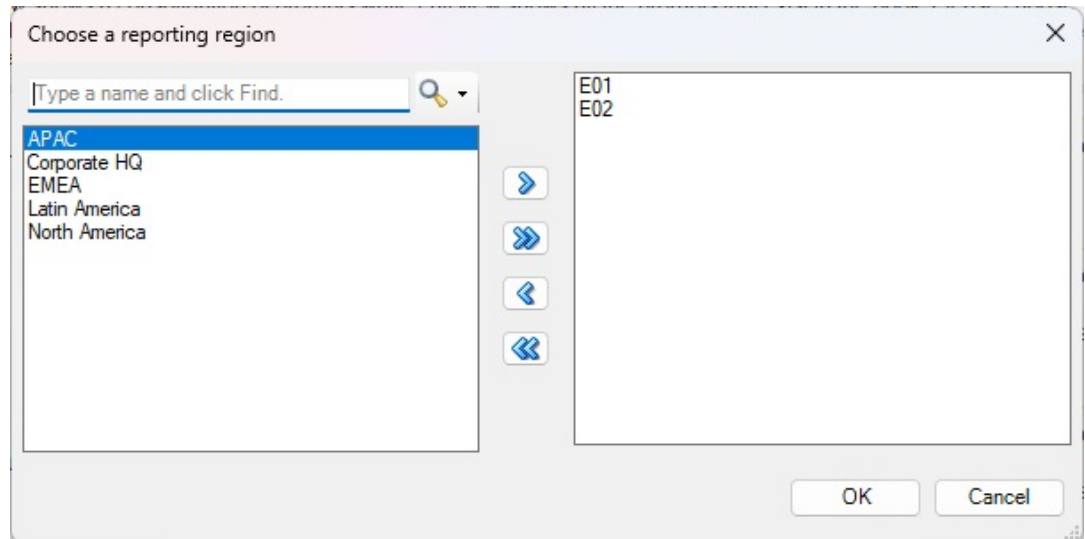 Choose a reporting region
Type a name and click Find.
APAC
Corporate HQ
EMEA
Latin America
North America
E01
E02
OK
Cancel